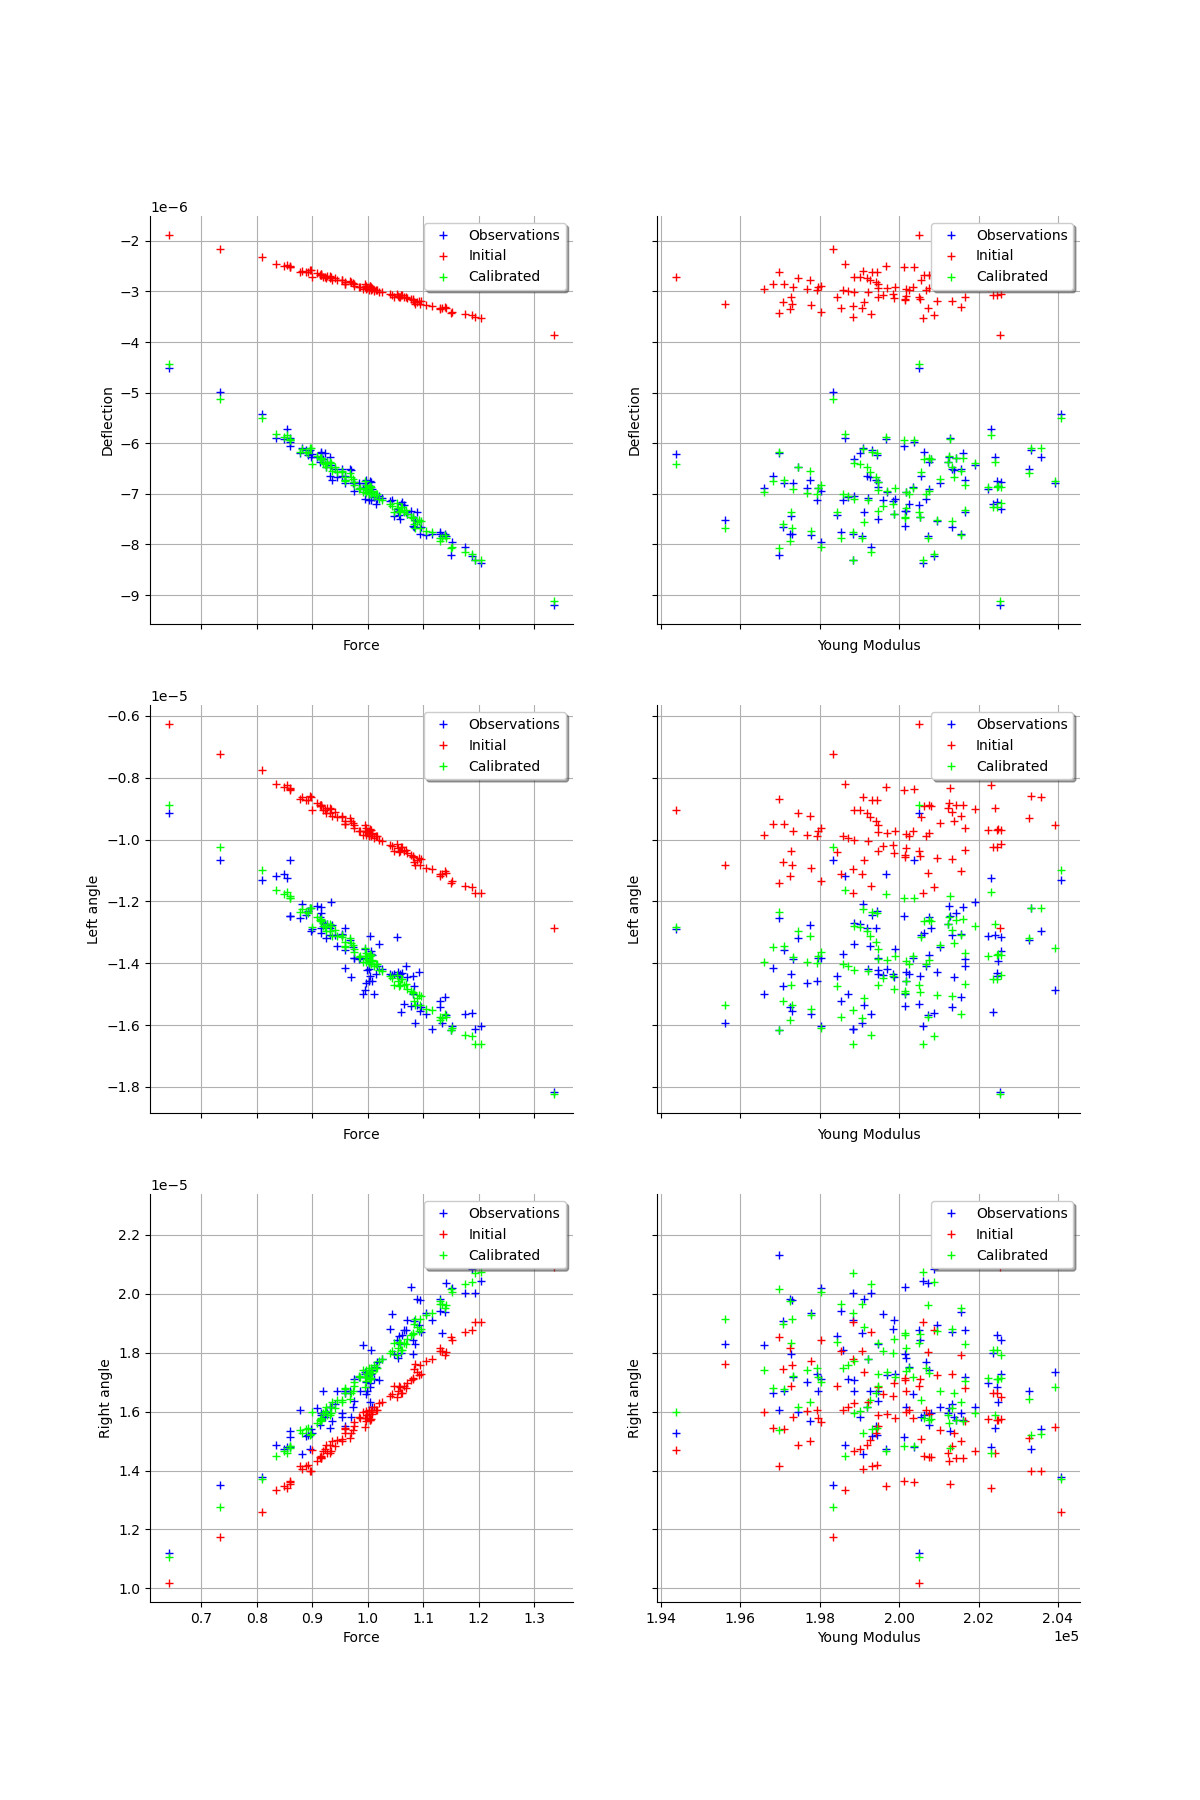 1e−6
−2
−3
−4
−5
−6
−7
−8
−9
Deflection
Force
Observations
Initial
Calibrated
Deflection
Young Modulus
Observations
Initial
Calibrated
1e−5
−0.6
−0.8
−1.0
−1.2
−1.4
−1.6
−1.8
Left angle
Force
Observations
Initial
Calibrated
Left angle
Young Modulus
Observations
Initial
Calibrated
1e−5
2.2
2.0
1.8
1.6
1.4
1.2
1.0
Right angle
0.7 0.8 0.9 1.0 1.1 1.2 1.3
Force
Observations
Initial
Calibrated
Right angle
1.94 1.96 1.98 2.00 2.02 2.04
1e5
Young Modulus
Observations
Initial
Calibrated